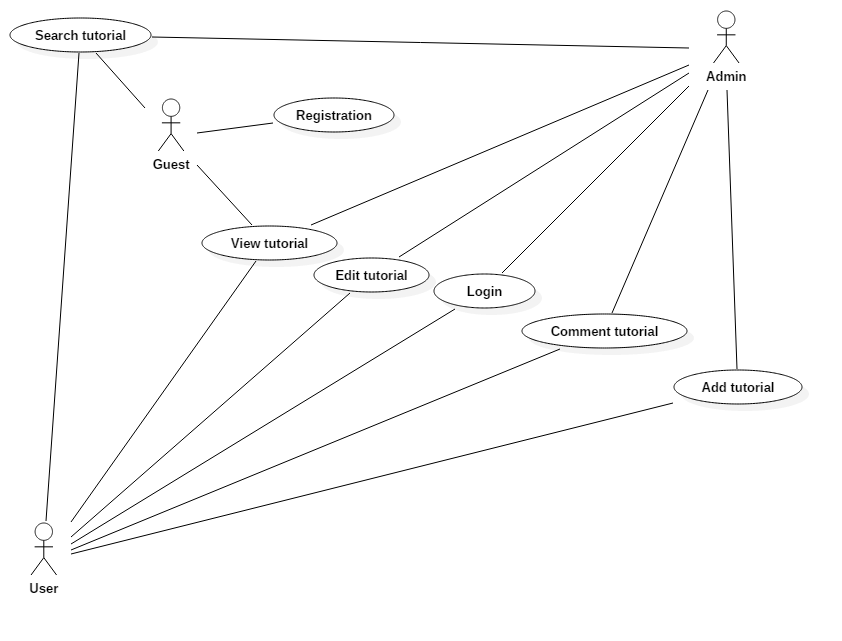 Search tutorial
Admin
Registration
Guest
View tutorial
Edit tutorial
Login
Comment tutorial
Add tutorial
User